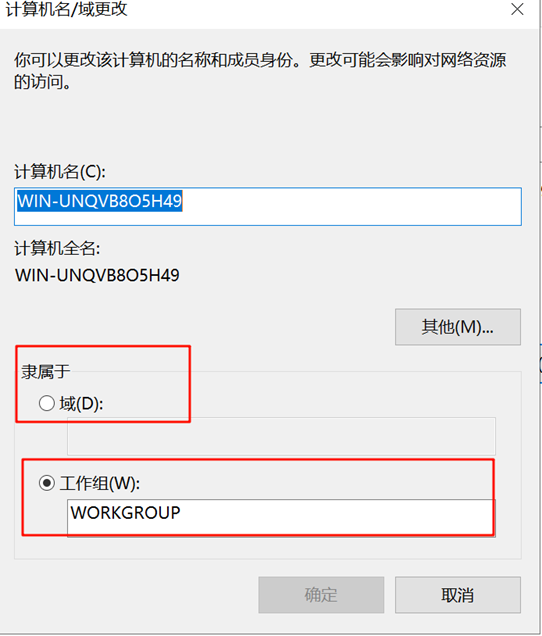 计算机名/域更改
你可以更改该计算机的名称和成员身份。更改可能会影响对网络资源
的访问。
计算机名(C):
WIN-UNQVB8O5H49
计算机全名:
WIN-UNQVB8O5H49
其他(M)...
隶属于
域(D):
工作组(W):
WORKGROUP
确定
取消